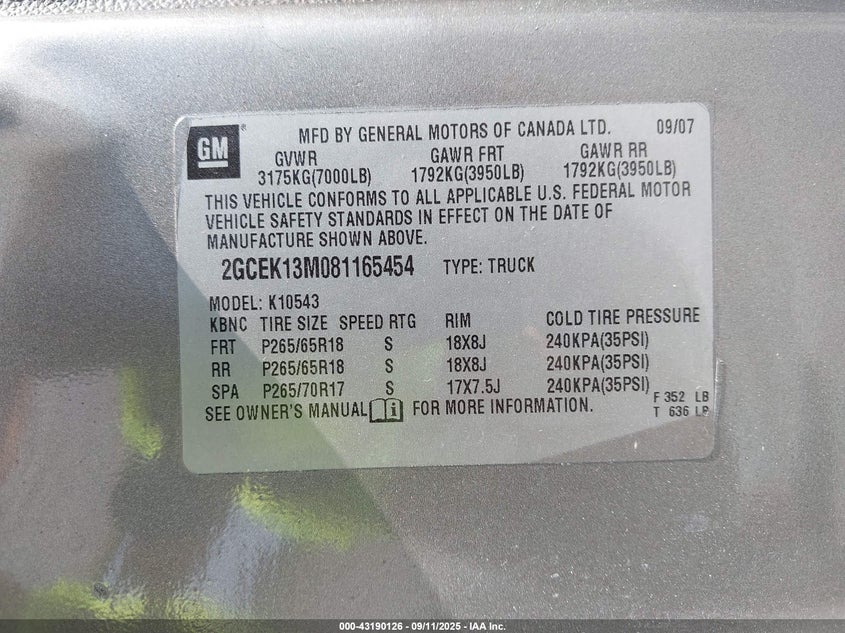 GM
MFD BY GENERAL MOTORS OF CANADA LTD. 09/07
GVWR GAWR FRT GAWR RR
3175KG(7000LB) 1792KG(3950LB) 1792KG(3950LB)
THIS VEHICLE CONFORMS TO ALL APPLICABLE U.S. FEDERAL MOTOR
VEHICLE SAFETY STANDARDS IN EFFECT ON THE DATE OF
MANUFACTURE SHOWN ABOVE.
2GCEK13M081165454 TYPE: TRUCK
MODEL: K10543
KBNC TIRE SIZE SPEED RTG RIM COLD TIRE PRESSURE
FRT P265/65R18 S 18X8J 240KPA(35PSI)
RR P265/65R18 S 18X8J 240KPA(35PSI)
SPA P265/70R17 S 17X7.5J 240KPA(35PSI)
SEE OWNER'S MANUAL i FOR MORE INFORMATION.
F 352 LB
T 636 LB
000-43190126 - 09/11/2025 - IAA Inc.